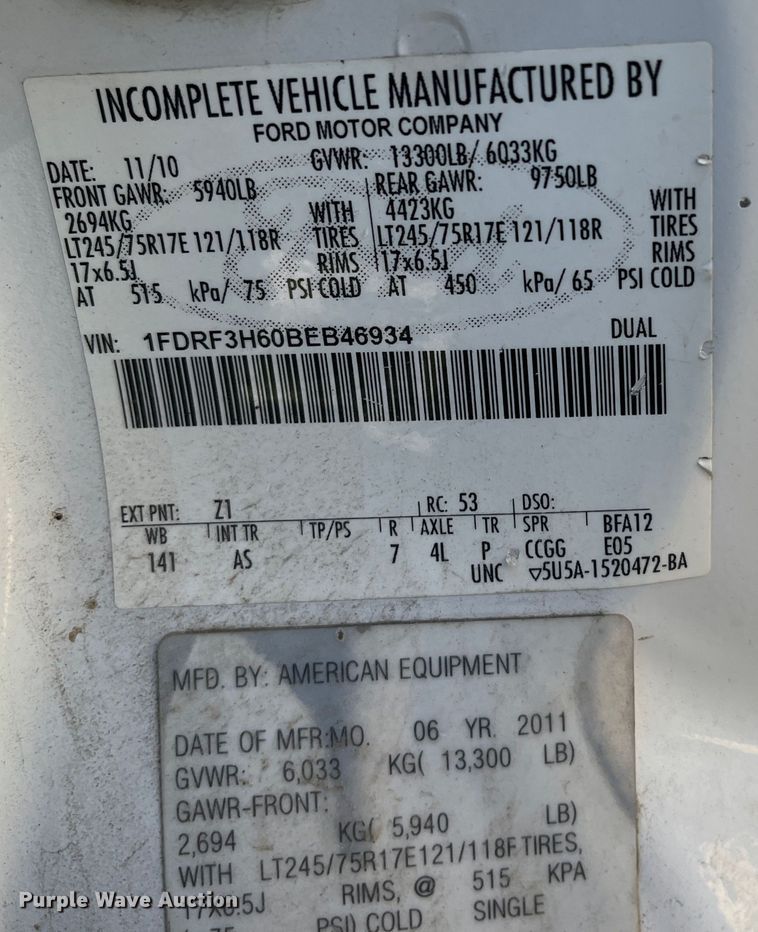 INCOMPLETE VEHICLE MANUFACTURED BY
FORD MOTOR COMPANY
DATE: 11/10 GVWR: 13300LB/ 6033KG
FRONT GAWR: 5940LB REAR GAWR: 9750LB
2694KG WITH 4423KG WITH
LT245/75R17E 121/118R TIRES LT245/75R17E 121/118R TIRES
17x6.5J RIMS 17x6.5J RIMS
AT 515 kPa/ 75 PSI COLD AT 450 kPa/ 65 PSI COLD
VIN: 1FDRF3H60BEB46934 DUAL
EXT PNT: Z1 RC: 53 DSO:
WB INT TR TP/PS R AXLE TR SPR BFA12
141 AS 7 4L P CCGG E05
UNC ▽5U5A-1520472-BA
MFD. BY: AMERICAN EQUIPMENT
DATE OF MFR:MO. 06 YR. 2011
GVWR: 6,033 KG( 13,300 LB)
GAWR-FRONT:
2,694 KG( 5,940 LB)
WITH LT245/75R17E121/118F TIRES,
17X6.5J RIMS, @ 515 KPA
PSI) COLD SINGLE
Purple Wave Auction